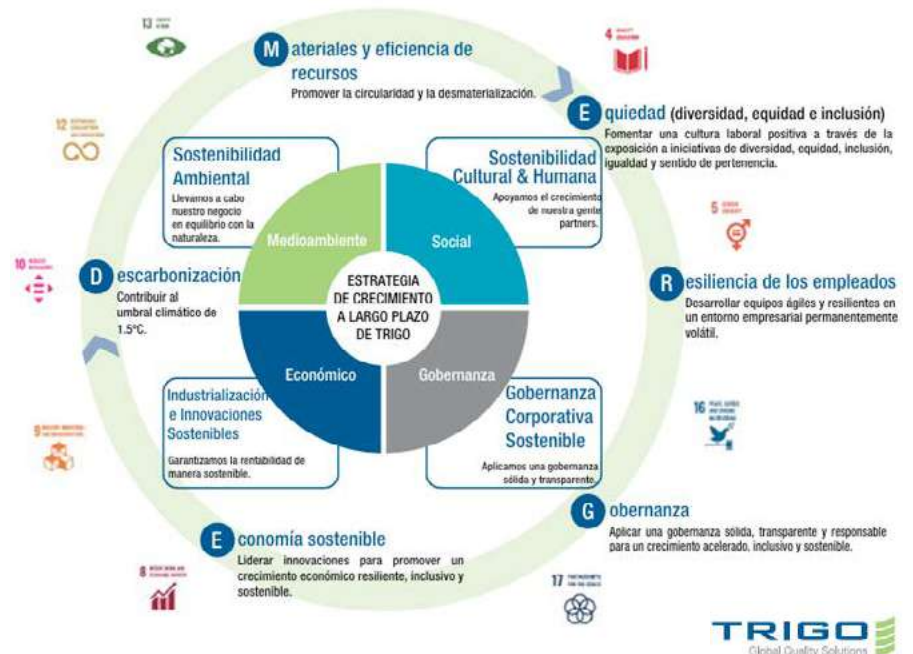 13
M ateriales y eficiencia de
recursos
Promover la circularidad y la desmaterialización.
4
E quiedad (diversidad, equidad e inclusión)
Fomentar una cultura laboral positiva a través de la
exposición a iniciativas de diversidad, equidad, inclusión,
igualdad y sentido de pertenencia.
12
Sostenibilidad
Ambiental
Llevamos a cabo
nuestro negocio
en equilibrio con la
naturaleza.
Medioambiente
Sostenibilidad
Cultural & Humana
Apoyamos el crecimiento
de nuestra gente
partners.
Social
5
10
D escarbonización
Contribuir al
umbral climático de
1.5°C.
ESTRATEGIA
DE CRECIMIENTO
A LARGO PLAZO
DE TRIGO
R esiliencia de los empleados
Desarrollar equipos ágiles y resilientes en
un entorno empresarial permanentemente
volátil.
Económico
Gobernanza
Industrialización
e Innovaciones
Sostenibles
Garantizamos la rentabilidad de
manera sostenible.
Gobernanza
Corporativa
Sostenible
Aplicamos una gobernanza
sólida y transparente.
16
9
G obernanza
Aplicar una gobernanza sólida, transparente y responsable
para un crecimiento acelerado, inclusivo y sostenible.
E conomía sostenible
Liderar innovaciones para promover un
crecimiento económico resiliente, inclusivo y
sostenible.
8
17
TRIGO
Global Quality Solutions